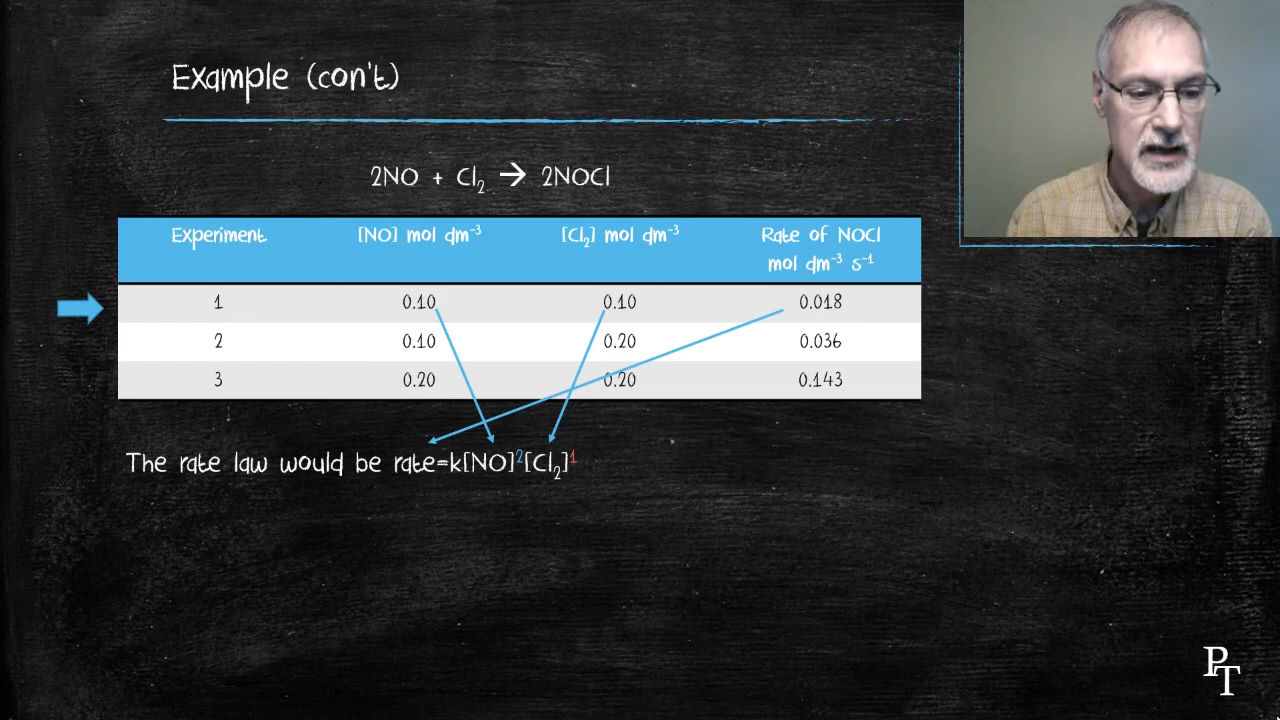 Example (con't)
2NO + Cl₂ → 2NOCl
Experiment [NO] mol dm⁻³ [Cl₂] mol dm⁻³ Rate of NOCl mol dm⁻³ s⁻¹
1 0.10 0.10 0.018
2 0.10 0.20 0.036
3 0.20 0.20 0.143
The rate law would be rate=k[NO]²[Cl₂]¹
PT